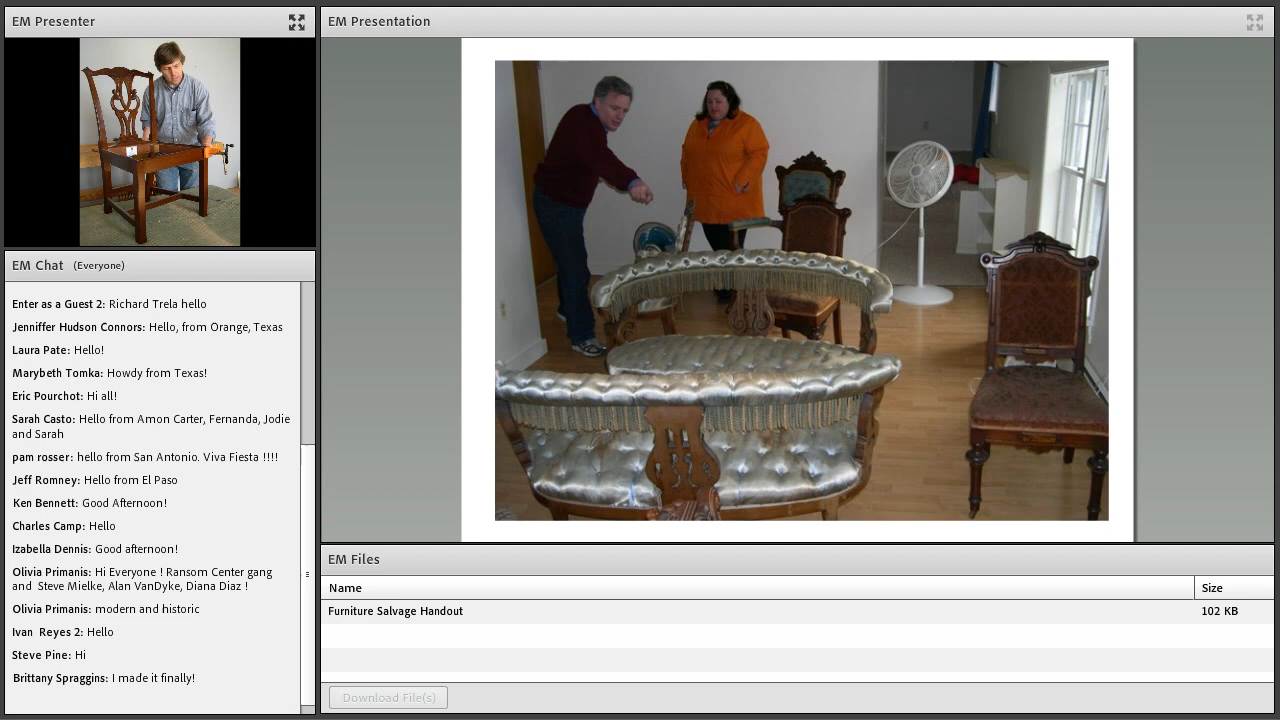 EM Presenter
EM Presentation
EM Chat (Everyone)
Enter as a Guest 2: Richard Trela hello
Jenniffer Hudson Connors: Hello, from Orange, Texas
Laura Pate: Hello!
Marybeth Tomka: Howdy from Texas!
Eric Pourchot: Hi all!
Sarah Casto: Hello from Amon Carter, Fernanda, Jodie
and Sarah
pam rosser: hello from San Antonio. Viva Fiesta !!!!
Jeff Romney: Hello from El Paso
Ken Bennett: Good Afternoon!
Charles Camp: Hello
Izabella Dennis: Good afternoon!
Olivia Primanis: Hi Everyone ! Ransom Center gang
and Steve Mielke, Alan VanDyke, Diana Diaz !
Olivia Primanis: modern and historic
Ivan Reyes 2: Hello
Steve Pine: Hi
Brittany Spraggins: I made it finally!
EM Files
Name Size
Furniture Salvage Handout 102 KB
Download File(s)